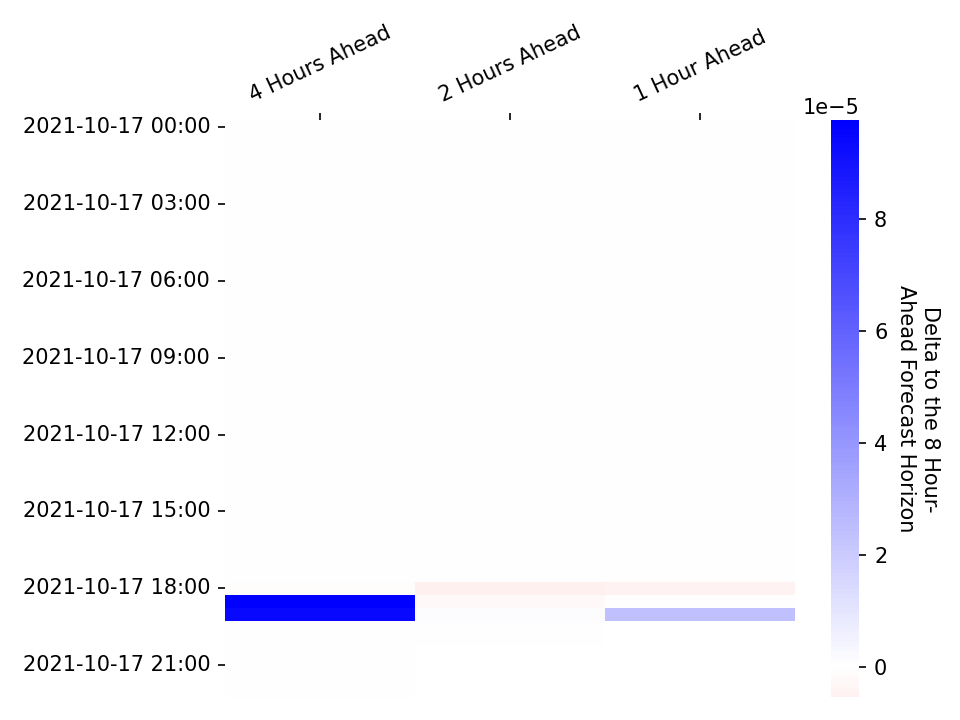 4 Hours Ahead
2 Hours Ahead
1 Hour Ahead
1e−5
2021-10-17 00:00
2021-10-17 03:00
2021-10-17 06:00
2021-10-17 09:00
2021-10-17 12:00
2021-10-17 15:00
2021-10-17 18:00
2021-10-17 21:00
8
6
4
2
0
Delta to the 8 Hour-
Ahead Forecast Horizon